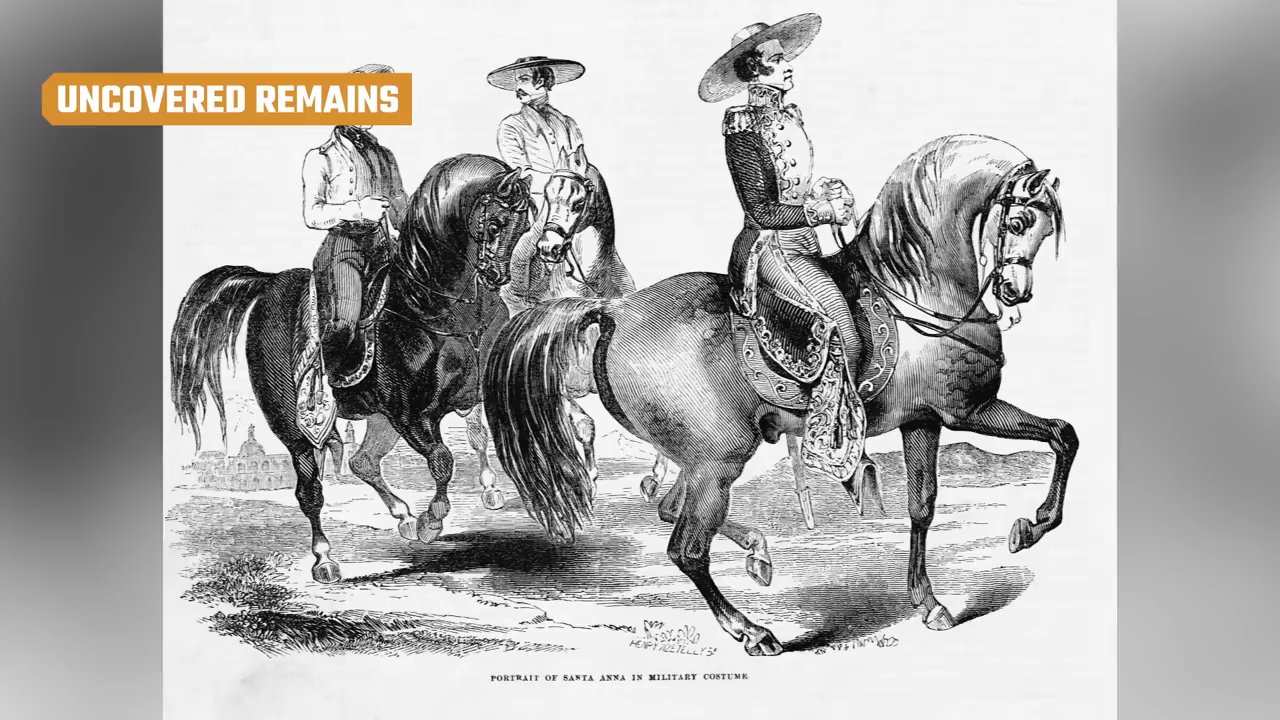 UNCOVERED REMAINS
PORTRAIT OF SANTA ANNA IN MILITARY COSTUME